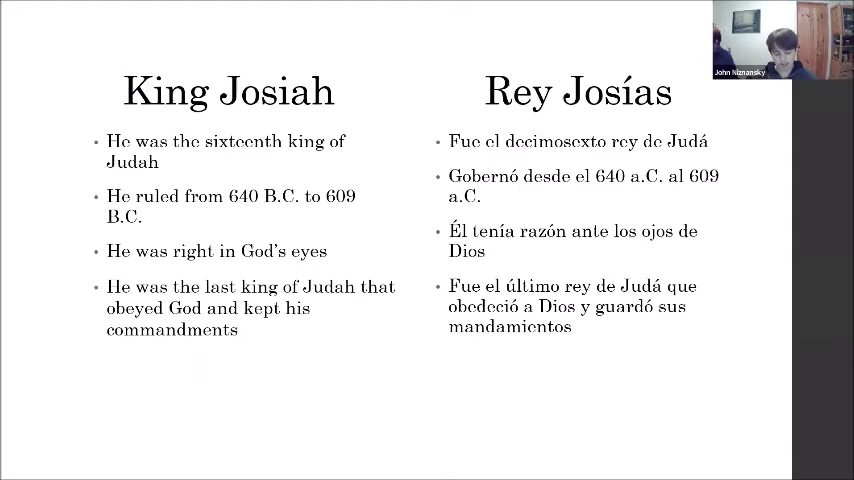 King Josiah
• He was the sixteenth king of
Judah
• He ruled from 640 B.C. to 609
B.C.
• He was right in God's eyes
• He was the last king of Judah that
obeyed God and kept his
commandments
Rey Josías
• Fue el decimosexto rey de Judá
• Gobernó desde el 640 a.C. al 609
a.C.
• Él tenía razón ante los ojos de
Dios
• Fue el último rey de Judá que
obedeció a Dios y guardó sus
mandamientos
John Niznansky